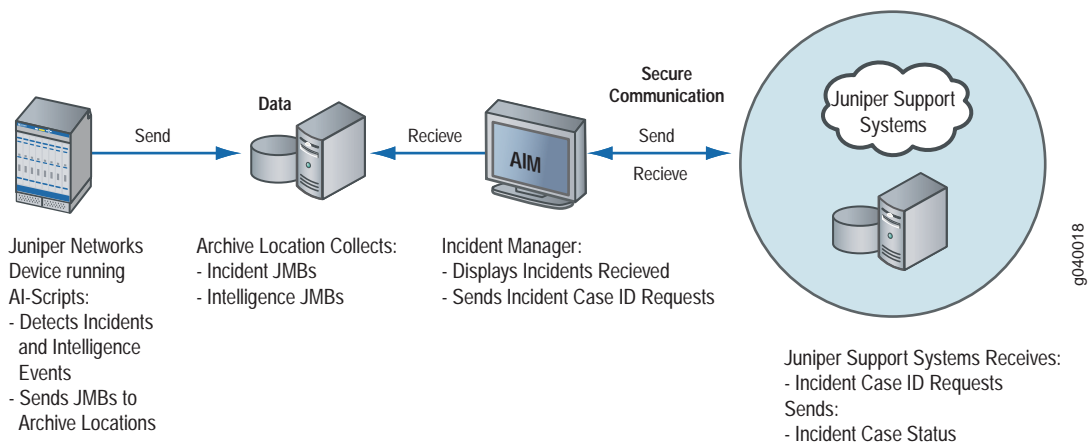 Secure
Communication
Data
Juniper Support
Systems
Send
Recieve
AIM
Send
Recieve
Juniper Networks
Device running
AI-Scripts:
- Detects Incidents
and Intelligence
Events
- Sends JMBs to
Archive Locations
Archive Location Collects:
- Incident JMBs
- Intelligence JMBs
Incident Manager:
- Displays Incidents Recieved
- Sends Incident Case ID Requests
Juniper Support Systems Receives:
- Incident Case ID Requests
Sends:
- Incident Case Status
g040018